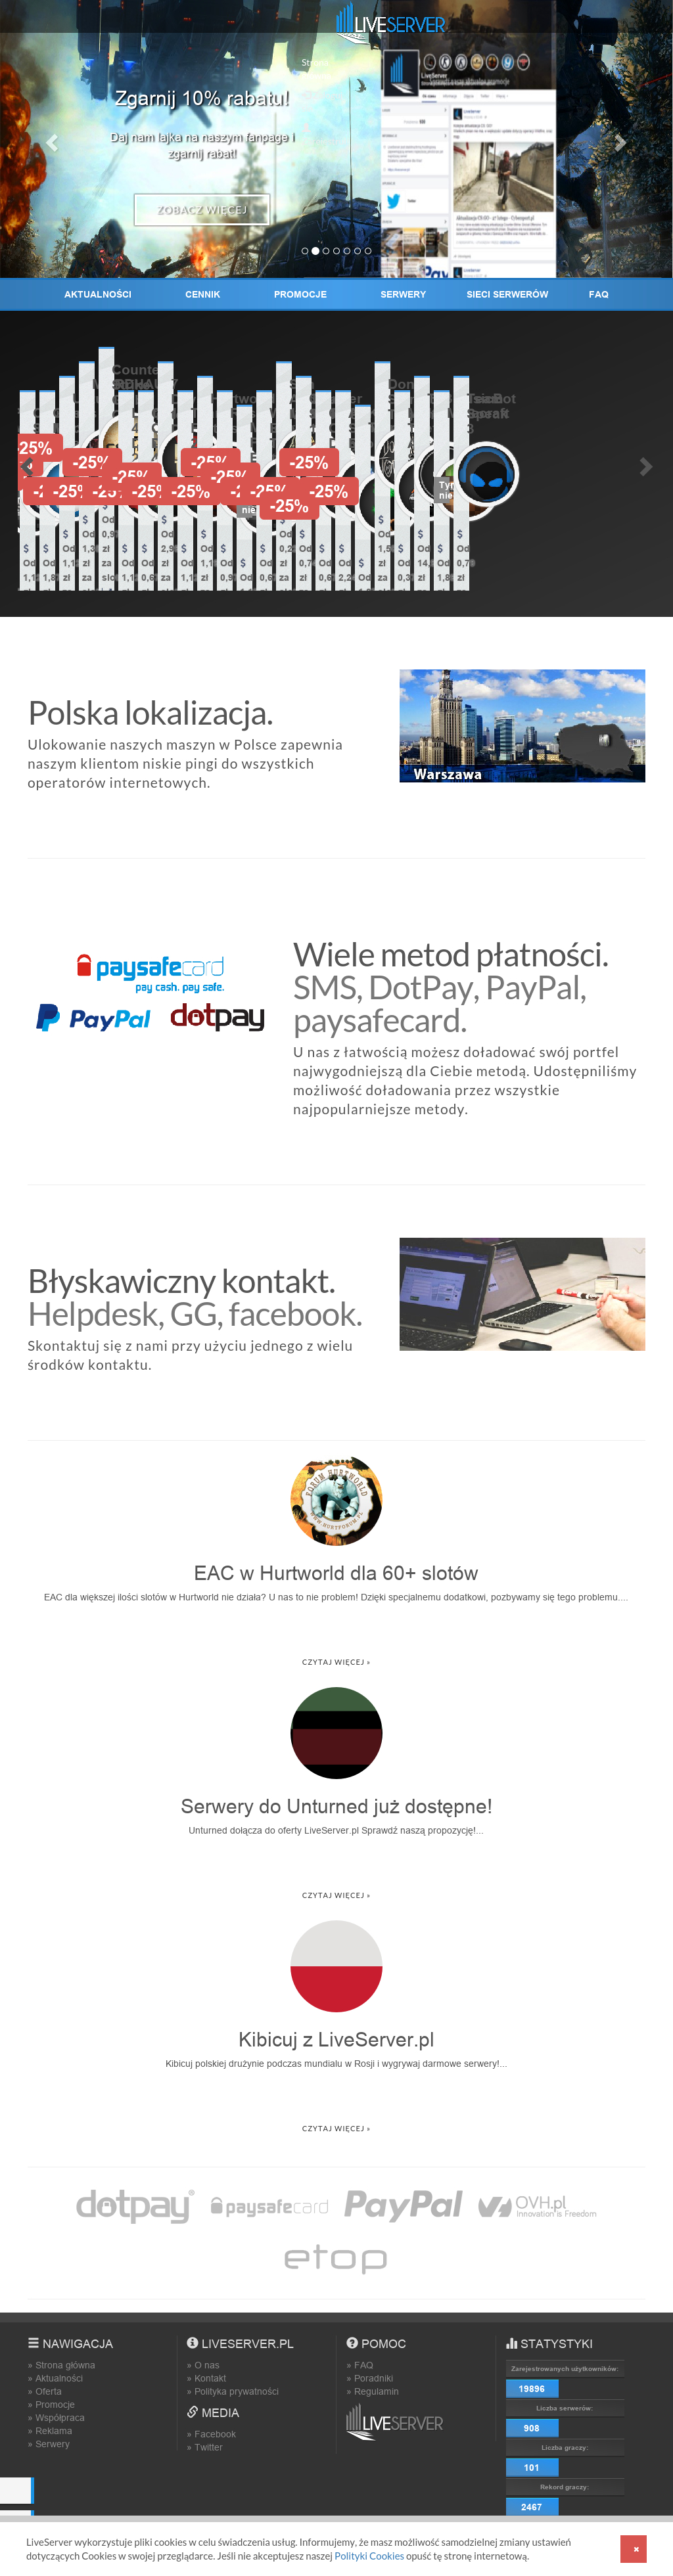 LIVESERVER
Zgarnij 10% rabatu!
Daj nam lajka na naszym fanpage i
zgarnij rabat!
ZOBACZ WIĘCEJ
AKTUALNOŚCI CENNIK PROMOCJE SERWERY SIECI SERWERÓW FAQ
-25%
-25%
-25%
-25%
-25%
-25%
-25%
-25%
Polska lokalizacja.
Ulokowanie naszych maszyn w Polsce zapewnia
naszym klientom niskie pingi do wszystkich
operatorów internetowych.
Warszawa
paysafecard
pay cash. pay safe.
PayPal dotpay
Wiele metod płatności.
SMS, DotPay, PayPal,
paysafecard.
U nas z łatwością możesz doładować swój portfel
najwygodniejszą dla Ciebie metodą. Udostępniliśmy
możliwość doładowania przez wszystkie
najpopularniejsze metody.
Błyskawiczny kontakt.
Helpdesk, GG, facebook.
Skontaktuj się z nami przy użyciu jednego z wielu
środków kontaktu.
EAC w Hurtworld dla 60+ slotów
EAC dla większej ilości slotów w Hurtworld nie działa? U nas to nie problem! Dzięki specjalnemu dodatkowi, pozbywamy się tego problemu....
CZYTAJ WIĘCEJ »
Serwery do Unturned już dostępne!
Unturned dołącza do oferty LiveServer.pl Sprawdź naszą propozycję!...
CZYTAJ WIĘCEJ »
Kibicuj z LiveServer.pl
Kibicuj polskiej drużynie podczas mundialu w Rosji i wygrywaj darmowe serwery!...
CZYTAJ WIĘCEJ »
dotpay® paysafecard PayPal OVH.pl
Innovation is Freedom
etop
NAWIGACJA
» Strona główna
» Aktualności
» Oferta
» Promocje
» Współpraca
» Reklama
» Serwery
LIVESERVER.PL
» O nas
» Kontakt
» Polityka prywatności
MEDIA
» Facebook
» Twitter
POMOC
» FAQ
» Poradniki
» Regulamin
LIVESERVER
STATYSTYKI
Zarejestrowanych użytkowników:
19896
Liczba serwerów:
908
Liczba graczy:
101
Rekord graczy:
2467
LiveServer wykorzystuje pliki cookies w celu świadczenia usług. Informujemy, że masz możliwość samodzielnej zmiany ustawień
dotyczących Cookies w swojej przeglądarce. Jeśli nie akceptujesz naszej Polityki Cookies opuść tę stronę internetową.